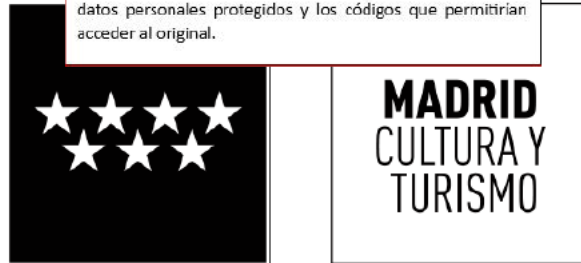 datos personales protegidos y los códigos que permitirían
acceder al original.
MADRID
CULTURA Y
TURISMO